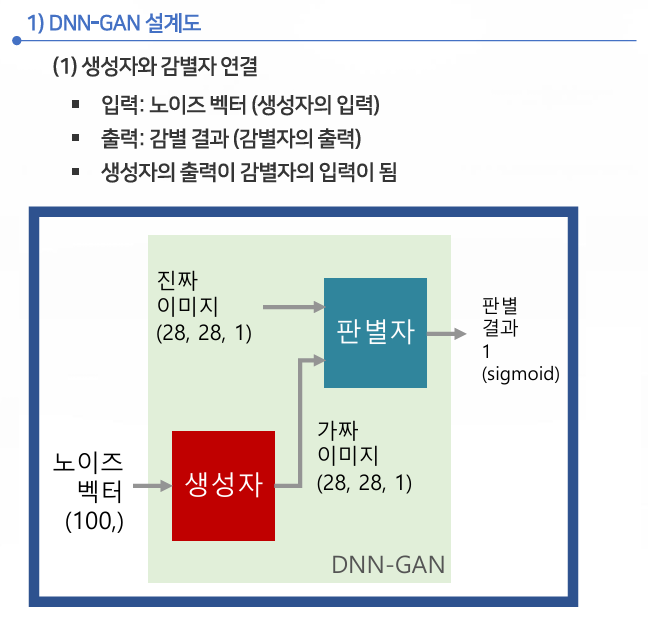 1) DNN-GAN 설계도
(1) 생성자와 감별자 연결
▪ 입력: 노이즈 벡터 (생성자의 입력)
▪ 출력: 감별 결과 (감별자의 출력)
▪ 생성자의 출력이 감별자의 입력이 됨
진짜
이미지
(28, 28, 1)
판별자
판별
결과
1
(sigmoid)
노이즈
벡터
(100,)
생성자
가짜
이미지
(28, 28, 1)
DNN-GAN